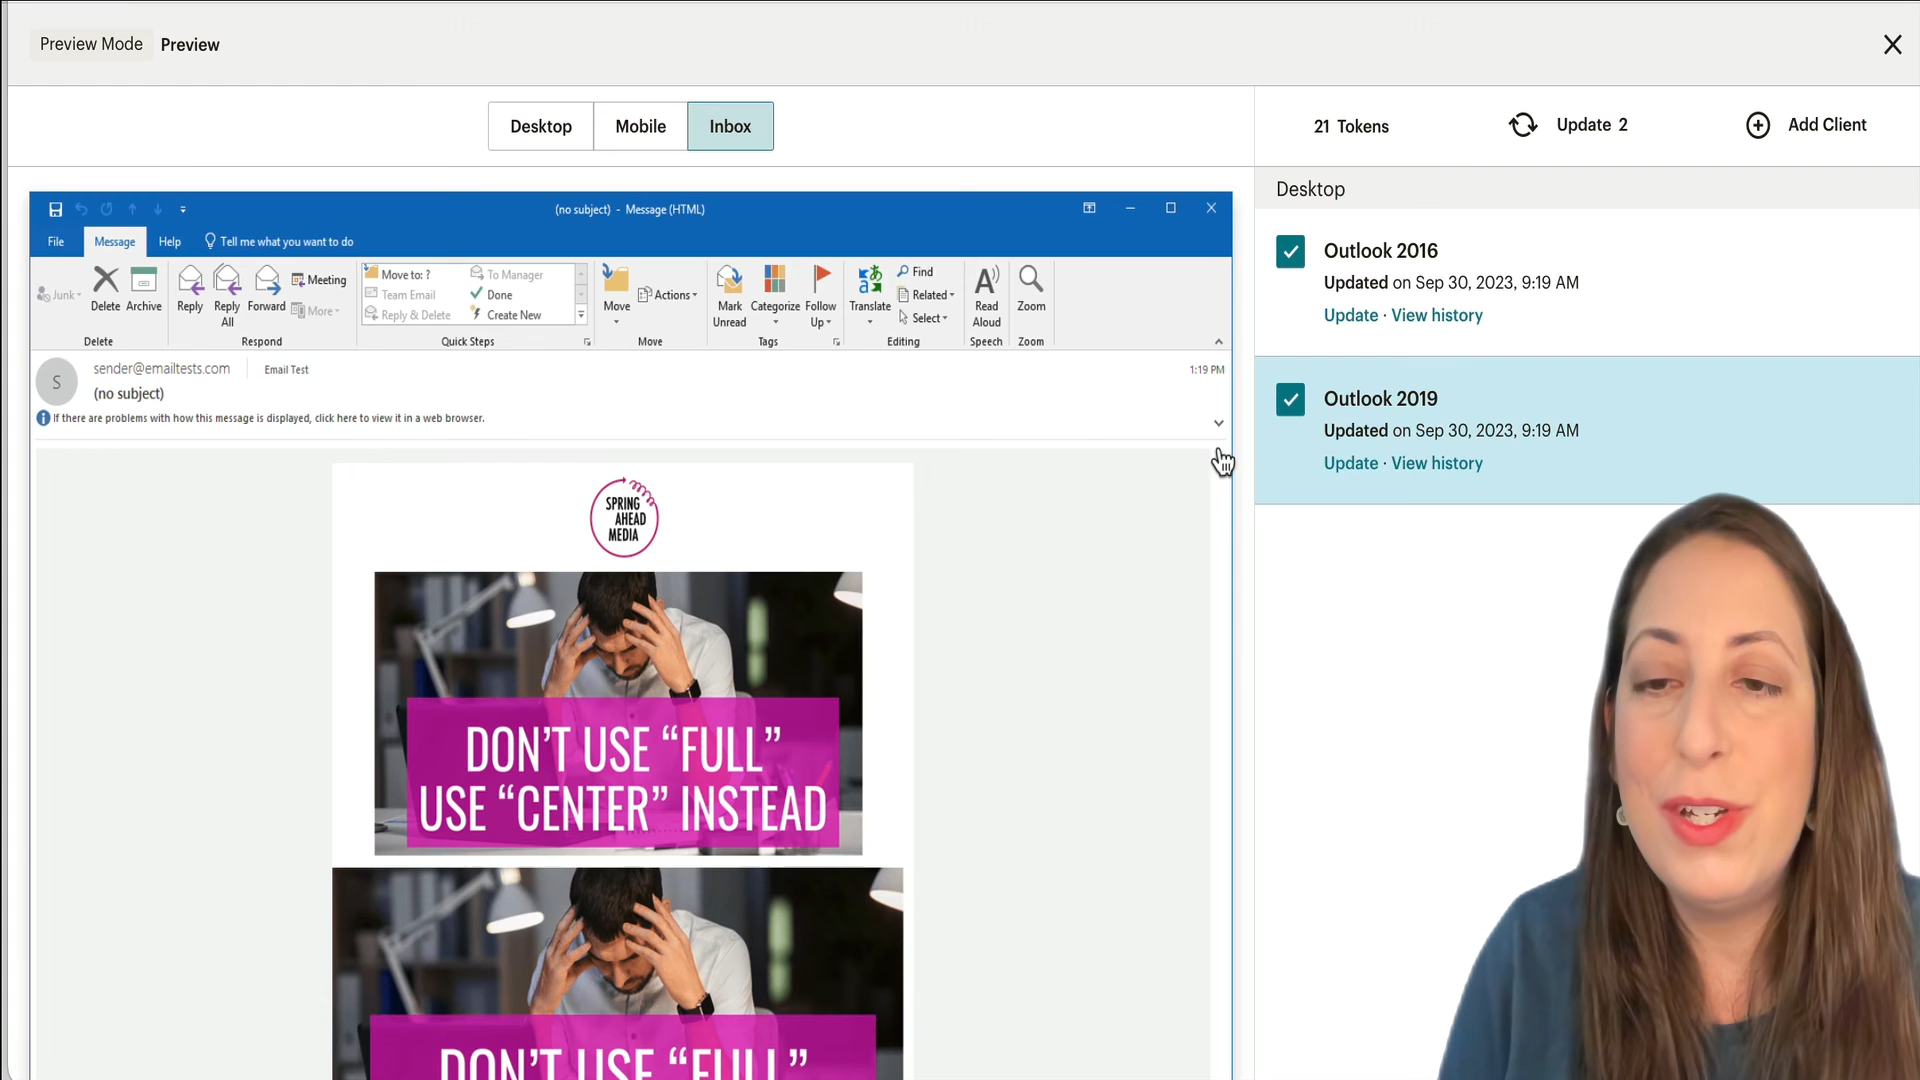 Preview Mode Preview
Desktop Mobile Inbox
21 Tokens Update 2 Add Client
Desktop
(no subject) - Message (HTML)
File Message Help Tell me what you want to do
Junk
Delete
Archive
Delete
Reply
Reply
All
Forward
Meeting
More
Respond
Move to: ?
Team Email
Reply & Delete
To Manager
Done
Create New
Quick Steps
Move
Actions
Move
Mark
Unread
Categorize
Follow
Up
Tags
Translate
Find
Related
Select
Editing
Read
Aloud
Speech
Zoom
Zoom
S
sender@emailtests.com Email Test 1:19 PM
(no subject)
If there are problems with how this message is displayed, click here to view it in a web browser.
SPRING
AHEAD
MEDIA
DON'T USE “FULL”
USE “CENTER” INSTEAD
DON'T USE “FULL”
Outlook 2016
Updated on Sep 30, 2023, 9:19 AM
Update · View history
Outlook 2019
Updated on Sep 30, 2023, 9:19 AM
Update · View history